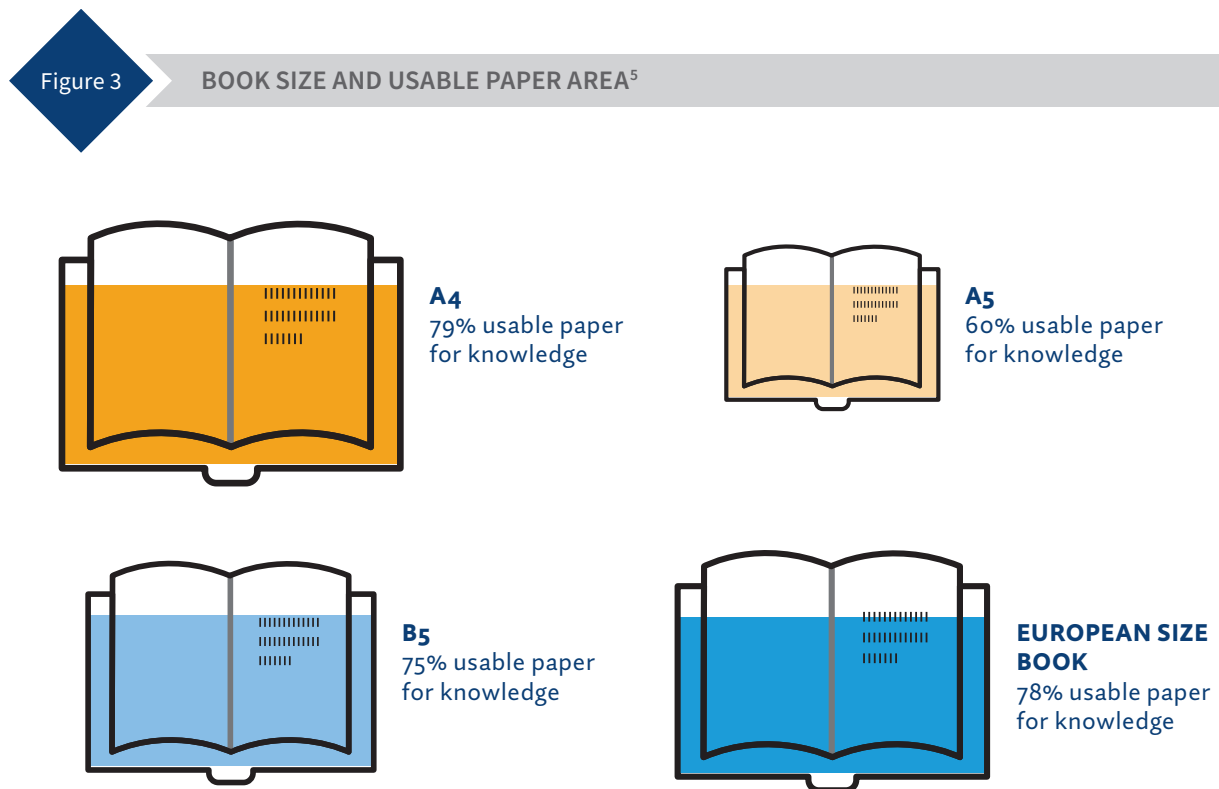 Figure 3
BOOK SIZE AND USABLE PAPER AREA⁵
A4
79% usable paper
for knowledge
A5
60% usable paper
for knowledge
B5
75% usable paper
for knowledge
EUROPEAN SIZE
BOOK
78% usable paper
for knowledge